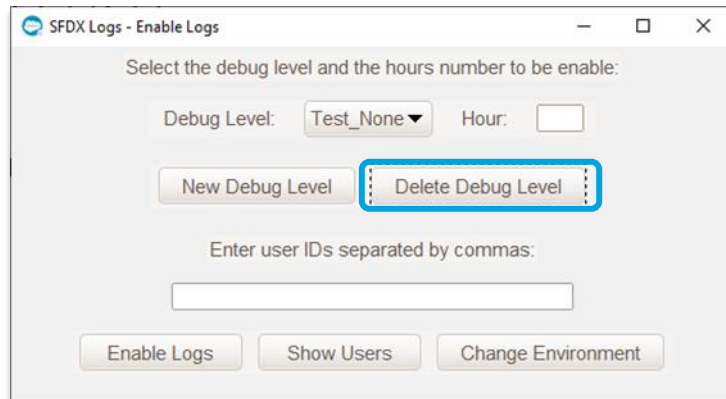 SFDX Logs - Enable Logs
Select the debug level and the hours number to be enable:
Debug Level: Test_None Hour:
New Debug Level Delete Debug Level
Enter user IDs separated by commas:
Enable Logs Show Users Change Environment